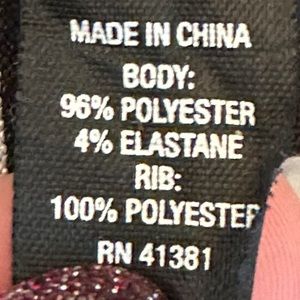 MADE IN CHINA
BODY:
96% POLYESTER
4% ELASTANE
RIB:
100% POLYESTER
RN 41381